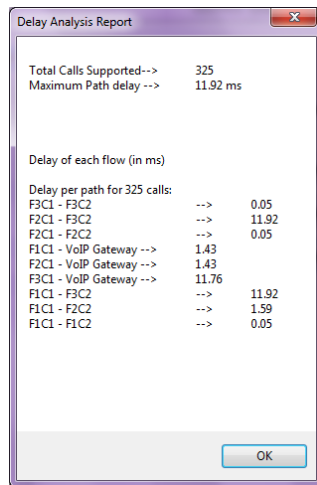 Delay Analysis Report
Total Calls Supported--> 325
Maximum Path delay --> 11.92 ms
Delay of each flow (in ms)
Delay per path for 325 calls:
F3C1 - F3C2 --> 0.05
F2C1 - F3C2 --> 11.92
F2C1 - F2C2 --> 0.05
F1C1 - VoIP Gateway --> 1.43
F2C1 - VoIP Gateway --> 1.43
F3C1 - VoIP Gateway --> 11.76
F1C1 - F3C2 --> 11.92
F1C1 - F2C2 --> 1.59
F1C1 - F1C2 --> 0.05
OK